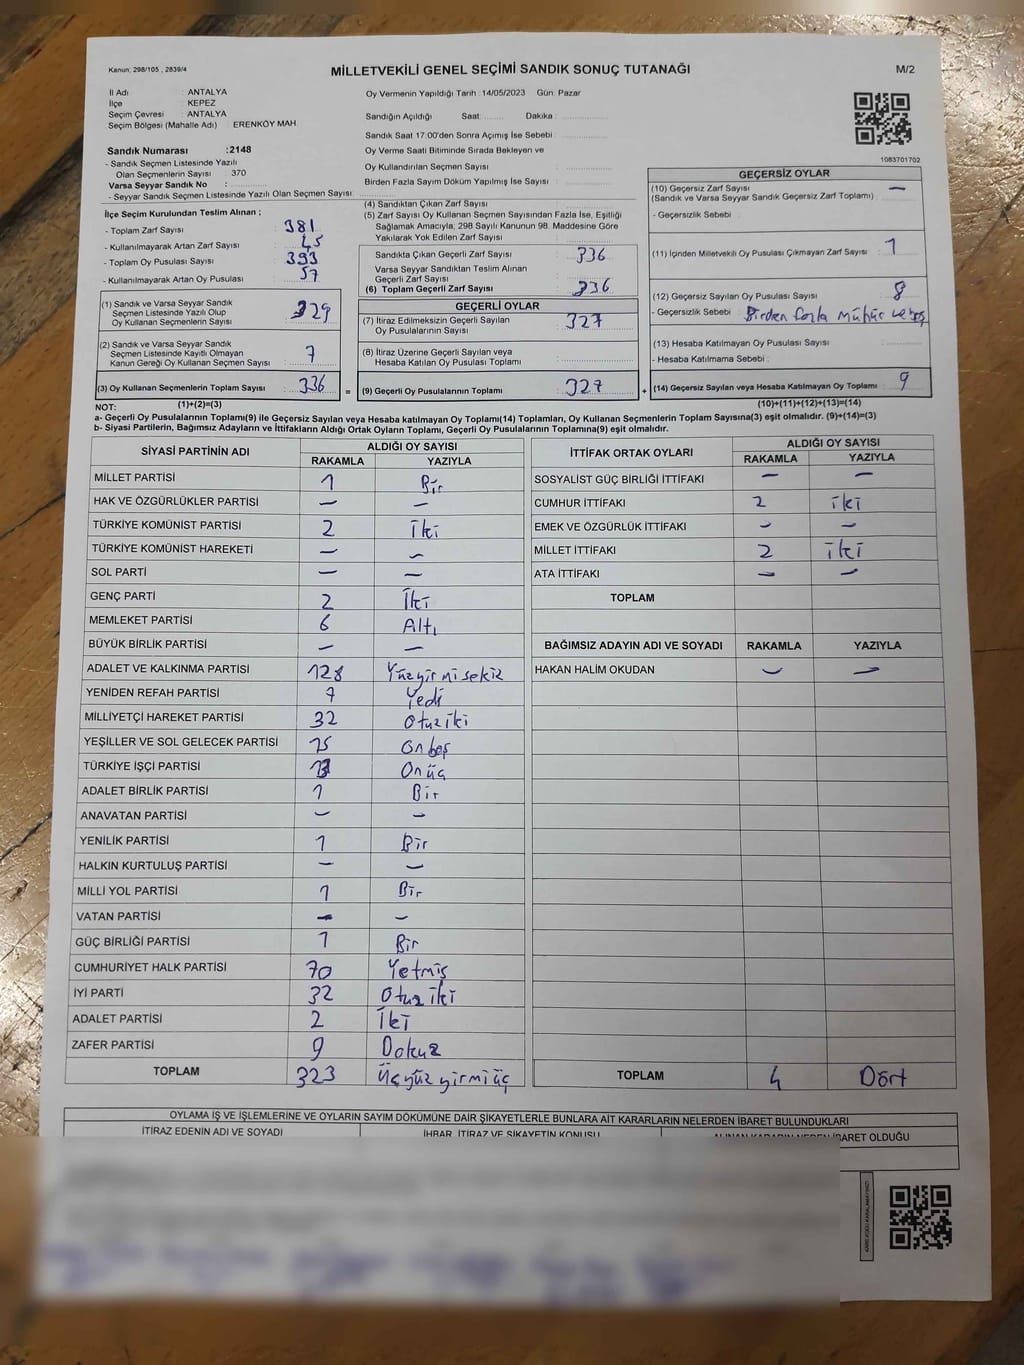 Kanun: 298/105 , 2839/4
MİLLETVEKİLİ GENEL SEÇİMİ SANDIK SONUÇ TUTANAĞI
M/2
İl Adı : ANTALYA
İlçe : KEPEZ
Seçim Çevresi : ANTALYA
Seçim Bölgesi (Mahalle Adı) : ERENKÖY MAH.
Sandık Numarası :2148
- Sandık Seçmen Listesinde Yazılı
Olan Seçmenlerin Sayısı : 370
Varsa Seyyar Sandık No :
- Seyyar Sandık Seçmen Listesinde Yazılı Olan Seçmen Sayısı:
Oy Vermenin Yapıldığı Tarih :14/05/2023 Gün: Pazar
Sandığın Açıldığı Saat: Dakika :
Sandık Saat 17:00'den Sonra Açılmış İse Sebebi :
Oy Verme Saati Bitiminde Sırada Bekleyen ve
Oy Kullandırılan Seçmen Sayısı :
Birden Fazla Sayım Döküm Yapılmış İse Sayısı :
1083701702
İlçe Seçim Kurulundan Teslim Alınan :
- Toplam Zarf Sayısı : 381
- Kullanılmayarak Artan Zarf Sayısı : 45
- Toplam Oy Pusulası Sayısı : 393
- Kullanılmayarak Artan Oy Pusulası : 57
(1) Sandık ve Varsa Seyyar Sandık
Seçmen Listesinde Yazılı Olup
Oy Kullanan Seçmenlerin Sayısı : 329
(2) Sandık ve Varsa Seyyar Sandık
Seçmen Listesinde Kayıtlı Olmayan
Kanun Gereği Oy Kullanan Seçmen Sayısı : 7
(3) Oy Kullanan Seçmenlerin Toplam Sayısı : 336 =
(1)+(2)=(3)
(4) Sandıktan Çıkan Zarf Sayısı :
(5) Zarf Sayısı Oy Kullanan Seçmen Sayısından Fazla İse, Eşitliği
Sağlamak Amacıyla, 298 Sayılı Kanunun 98. Maddesine Göre
Yakılarak Yok Edilen Zarf Sayısı :
Sandıkta Çıkan Geçerli Zarf Sayısı : 336
Varsa Seyyar Sandıktan Teslim Alınan
Geçerli Zarf Sayısı :
(6) Toplam Geçerli Zarf Sayısı : 336
GEÇERLİ OYLAR
(7) İtiraz Edilmeksizin Geçerli Sayılan
Oy Pusulalarının Sayısı : 327
(8) İtiraz Üzerine Geçerli Sayılan veya
Hesaba Katılan Oy Pusulası Toplamı :
(9) Geçerli Oy Pusulalarının Toplamı : 327 +
GEÇERSİZ OYLAR
(10) Geçersiz Zarf Sayısı : —
(Sandık ve Varsa Seyyar Sandık Geçersiz Zarf Toplamı)
- Geçersizlik Sebebi :
(11) İçinden Milletvekili Oy Pusulası Çıkmayan Zarf Sayısı : 1
(12) Geçersiz Sayılan Oy Pusulası Sayısı : 8
- Geçersizlik Sebebi : Birden fazla mühür ve boş
(13) Hesaba Katılmayan Oy Pusulası Sayısı :
- Hesaba Katılmama Sebebi :
(14) Geçersiz Sayılan veya Hesaba Katılmayan Oy Toplamı : 9
(10)+(11)+(12)+(13)=(14)
NOT:
a- Geçerli Oy Pusulalarının Toplamı(9) ile Geçersiz Sayılan veya Hesaba katılmayan Oy Toplamı(14) Toplamları, Oy Kullanan Seçmenlerin Toplam Sayısına(3) eşit olmalıdır. (9)+(14)=(3)
b- Siyasi Partilerin, Bağımsız Adayların ve İttifakların Aldığı Ortak Oyların Toplamı, Geçerli Oy Pusulalarının Toplamına(9) eşit olmalıdır.
SİYASİ PARTİNİN ADI ALDIĞI OY SAYISI
RAKAMLA YAZIYLA
MİLLET PARTİSİ 1 Bir
HAK VE ÖZGÜRLÜKLER PARTİSİ — —
TÜRKİYE KOMÜNİST PARTİSİ 2 İki
TÜRKİYE KOMÜNİST HAREKETİ — —
SOL PARTİ — —
GENÇ PARTİ 2 İki
MEMLEKET PARTİSİ 6 Altı
BÜYÜK BİRLİK PARTİSİ — —
ADALET VE KALKINMA PARTİSİ 128 Yüzyirmisekiz
YENİDEN REFAH PARTİSİ 7 Yedi
MİLLİYETÇİ HAREKET PARTİSİ 32 Otuziki
YEŞİLLER VE SOL GELECEK PARTİSİ 15 Onbeş
TÜRKİYE İŞÇİ PARTİSİ 13 Onüç
ADALET BİRLİK PARTİSİ 1 Bir
ANAVATAN PARTİSİ — —
YENİLİK PARTİSİ 1 Bir
HALKIN KURTULUŞ PARTİSİ — —
MİLLİ YOL PARTİSİ 1 Bir
VATAN PARTİSİ — —
GÜÇ BİRLİĞİ PARTİSİ 1 Bir
CUMHURİYET HALK PARTİSİ 70 Yetmiş
İYİ PARTİ 32 Otuz iki
ADALET PARTİSİ 2 İki
ZAFER PARTİSİ 9 Dokuz
TOPLAM 323 Üçyüzyirmiüç
İTTİFAK ORTAK OYLARI ALDIĞI OY SAYISI
RAKAMLA YAZIYLA
SOSYALİST GÜÇ BİRLİĞİ İTTİFAKI — —
CUMHUR İTTİFAKI 2 iki
EMEK VE ÖZGÜRLÜK İTTİFAKI — —
MİLLET İTTİFAKI 2 iki
ATA İTTİFAKI — —
TOPLAM
BAĞIMSIZ ADAYIN ADI VE SOYADI RAKAMLA YAZIYLA
HAKAN HALİM OKUDAN — —
TOPLAM 4 Dört
OYLAMA İŞ VE İŞLEMLERİNE VE OYLARIN SAYIM DÖKÜMÜNE DAİR ŞİKAYETLERLE BUNLARA AİT KARARLARIN NELERDEN İBARET BULUNDUKLARI
İTİRAZ EDENİN ADI VE SOYADI İHBAR, İTİRAZ VE ŞİKAYETİN KONUSU ALINAN KARARIN NEDEN İBARET OLDUĞU